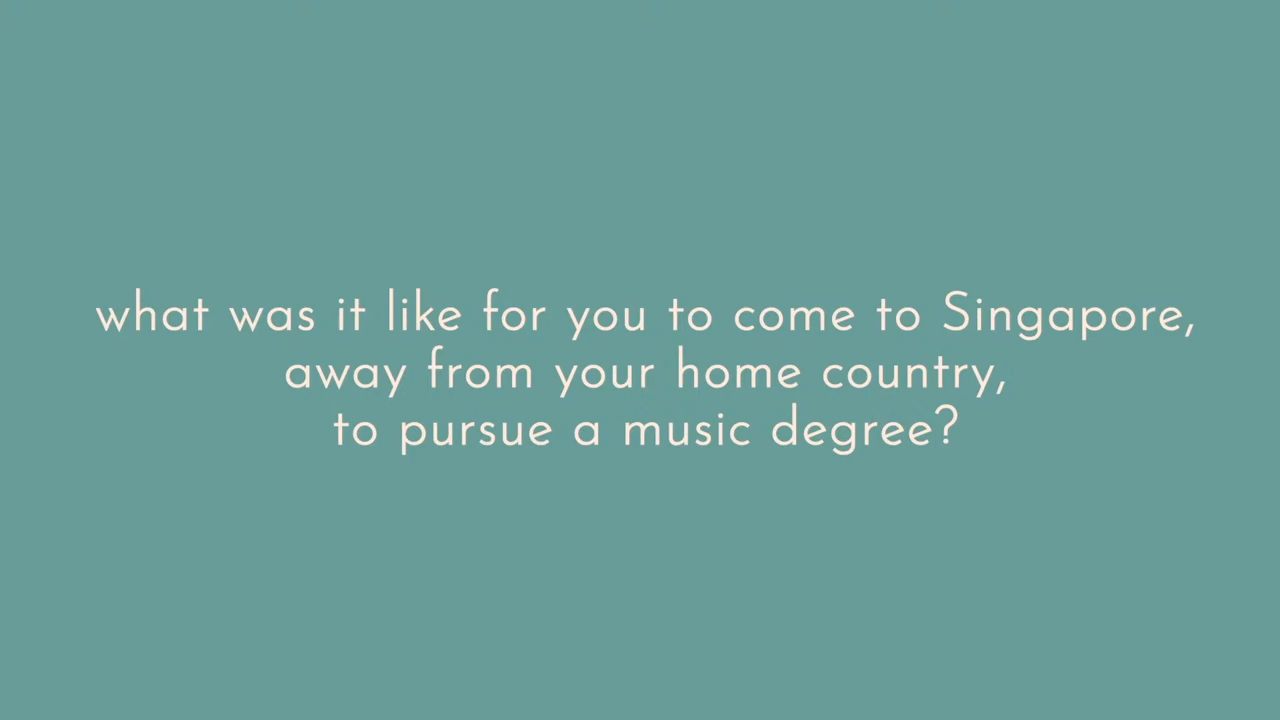 what was it like for you to come to Singapore,
away from your home country,
to pursue a music degree?